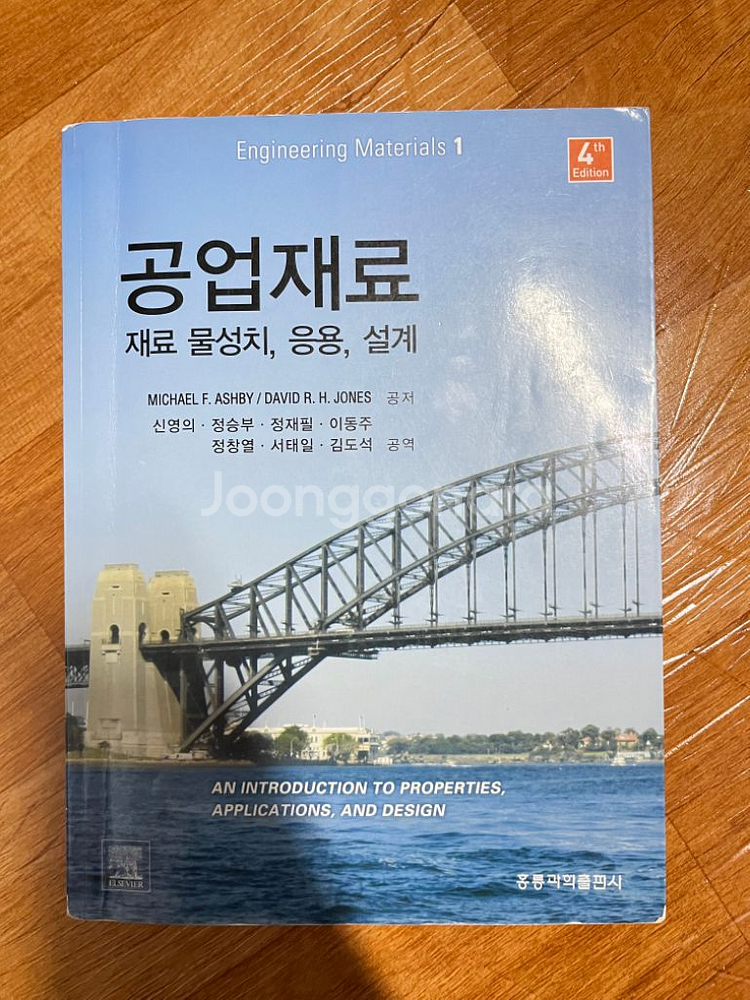 Engineering Materials 1
4th
Edition
공업재료
재료 물성치, 응용, 설계
MICHAEL F. ASHBY / DAVID R. H. JONES 공저
신영의 · 정승부 · 정재필 · 이동주
정창열 · 서태일 · 김도석 공역
AN INTRODUCTION TO PROPERTIES,
APPLICATIONS, AND DESIGN
ELSEVIER
홍릉과학출판사